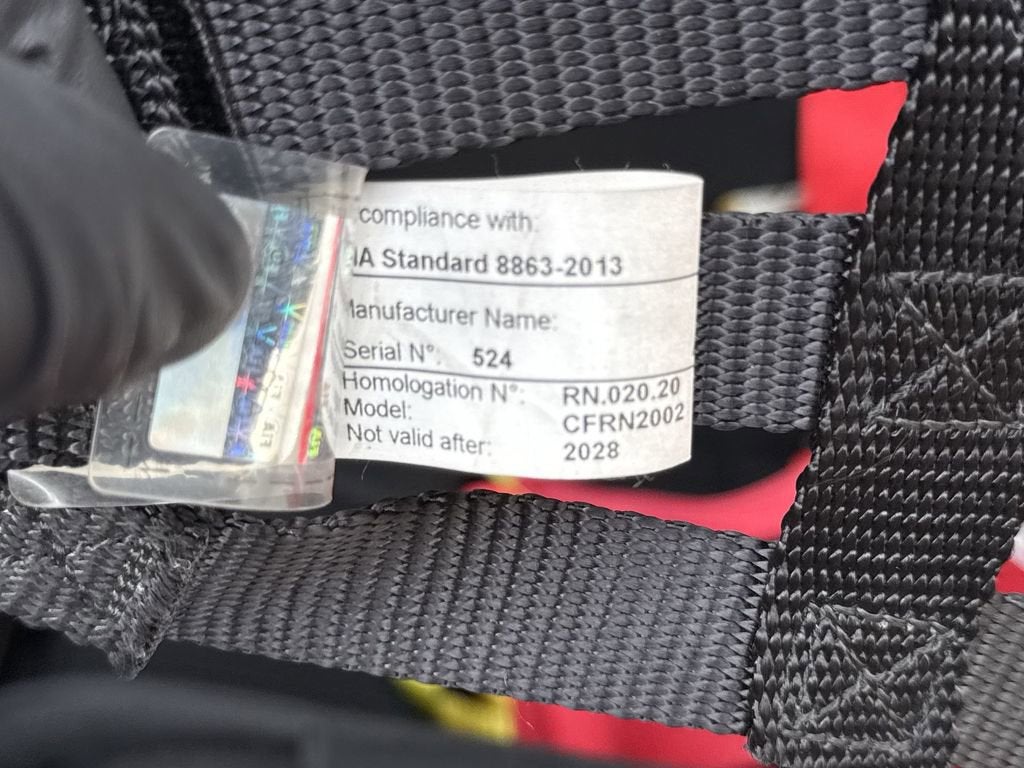 compliance with:
IA Standard 8863-2013
anufacturer Name:
Serial N°: 524
Homologation N°: RN.020.20
Model: CFRN2002
Not valid after: 2028